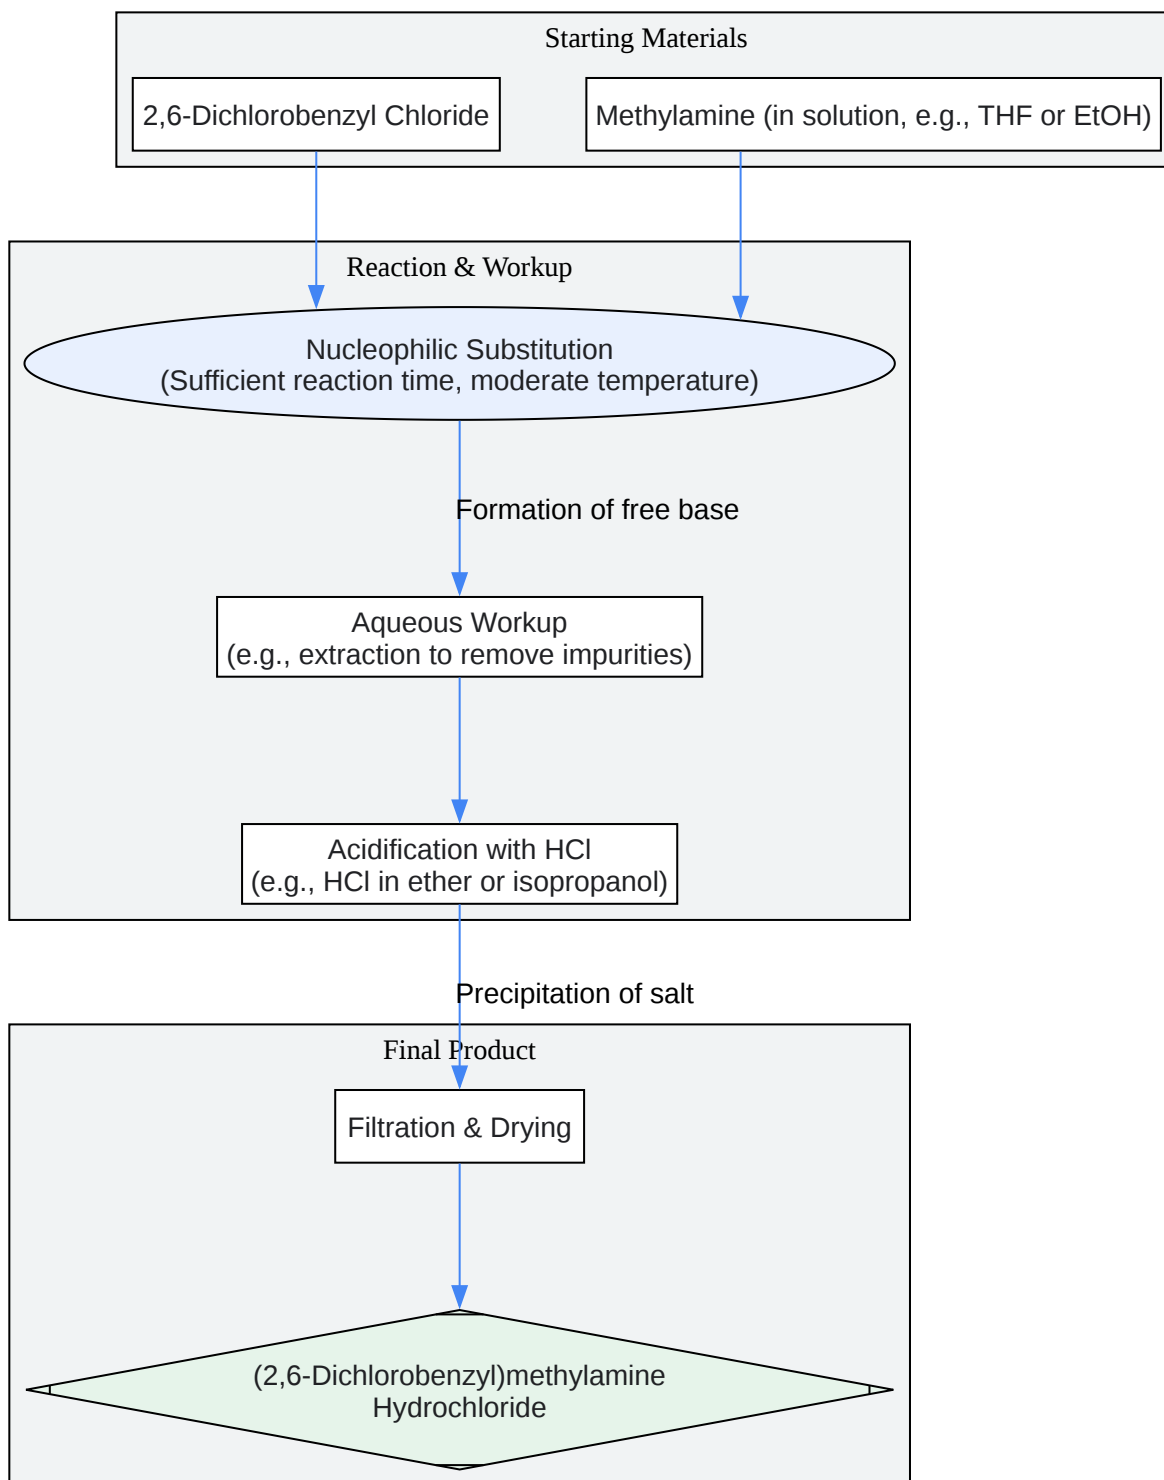 Starting Materials
2,6-Dichlorobenzyl Chloride
Methylamine (in solution, e.g., THF or EtOH)
Reaction & Workup
Nucleophilic Substitution
(Sufficient reaction time, moderate temperature)
Formation of free base
Aqueous Workup
(e.g., extraction to remove impurities)
Acidification with HCl
(e.g., HCl in ether or isopropanol)
Precipitation of salt
Final Product
Filtration & Drying
(2,6-Dichlorobenzyl)methylamine
Hydrochloride